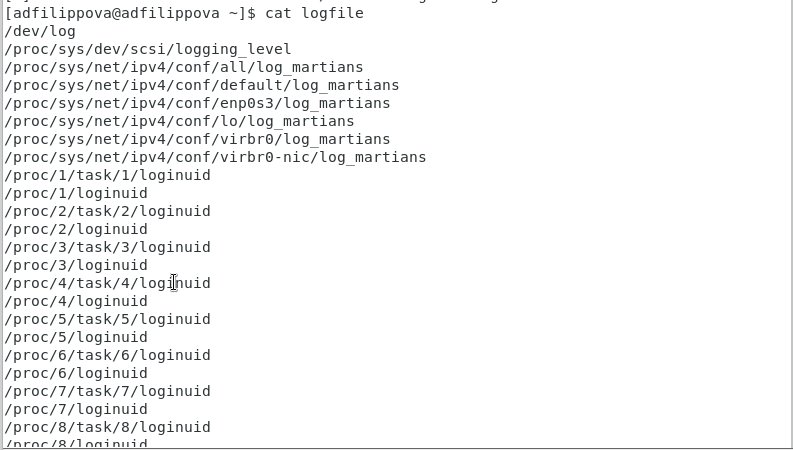 [adfilippova@adfilippova ~]$ cat logfile
/dev/log
/proc/sys/dev/scsi/logging_level
/proc/sys/net/ipv4/conf/all/log_martians
/proc/sys/net/ipv4/conf/default/log_martians
/proc/sys/net/ipv4/conf/enp0s3/log_martians
/proc/sys/net/ipv4/conf/lo/log_martians
/proc/sys/net/ipv4/conf/virbr0/log_martians
/proc/sys/net/ipv4/conf/virbr0-nic/log_martians
/proc/1/task/1/loginuid
/proc/1/loginuid
/proc/2/task/2/loginuid
/proc/2/loginuid
/proc/3/task/3/loginuid
/proc/3/loginuid
/proc/4/task/4/loginuid
/proc/4/loginuid
/proc/5/task/5/loginuid
/proc/5/loginuid
/proc/6/task/6/loginuid
/proc/6/loginuid
/proc/7/task/7/loginuid
/proc/7/loginuid
/proc/8/task/8/loginuid
/proc/8/loginuid